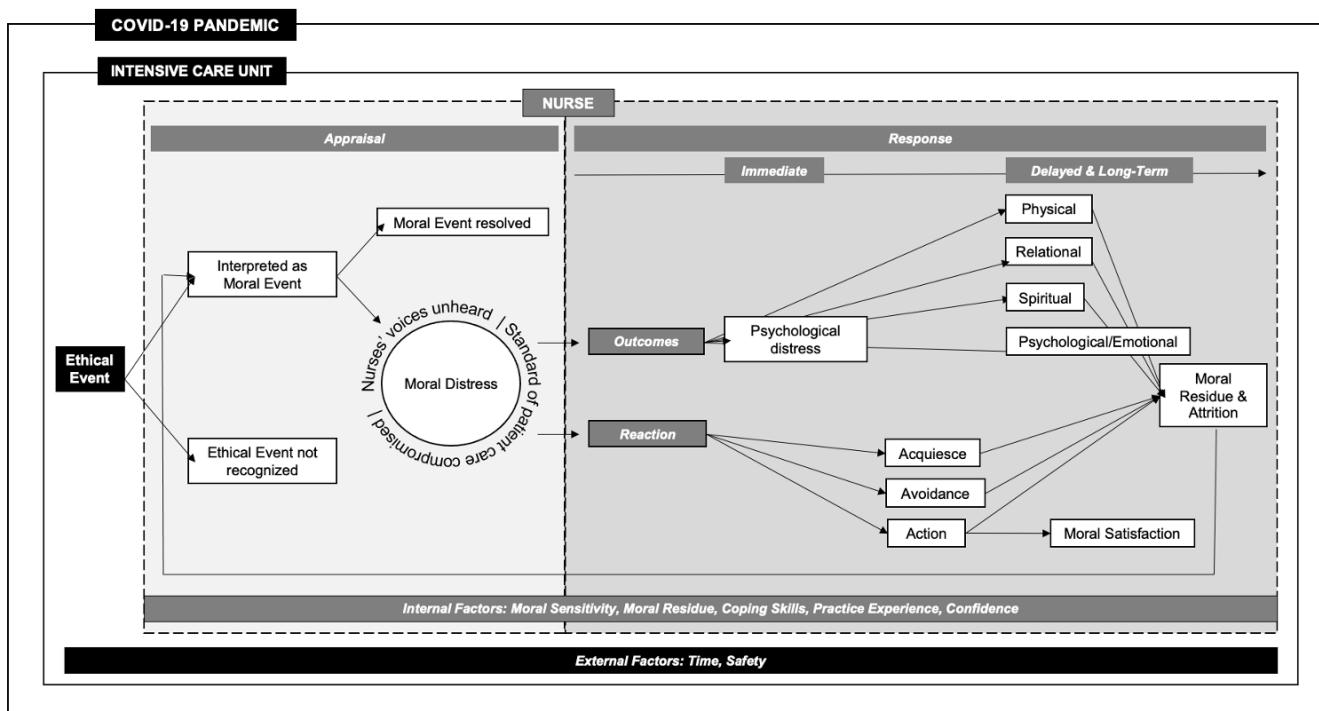 COVID-19 PANDEMIC
INTENSIVE CARE UNIT
NURSE
Appraisal
Response
Immediate
Delayed & Long-Term
Moral Event resolved
Interpreted as
Moral Event
Ethical
Event
Ethical Event not
recognized
Nurses' voices unheard | Standard of patient care compromised |
Moral Distress
Outcomes
Psychological
distress
Physical
Relational
Spiritual
Psychological/Emotional
Moral
Residue &
Attrition
Reaction
Acquiesce
Avoidance
Action
Moral Satisfaction
Internal Factors: Moral Sensitivity, Moral Residue, Coping Skills, Practice Experience, Confidence
External Factors: Time, Safety